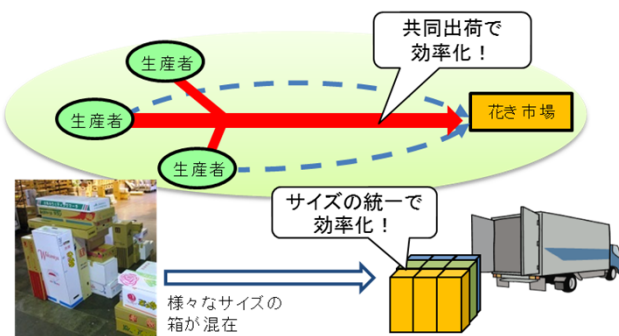 共同出荷で
効率化！
生産者
生産者
花き市場
生産者
サイズの統一で
効率化！
様々なサイズの
箱が混在